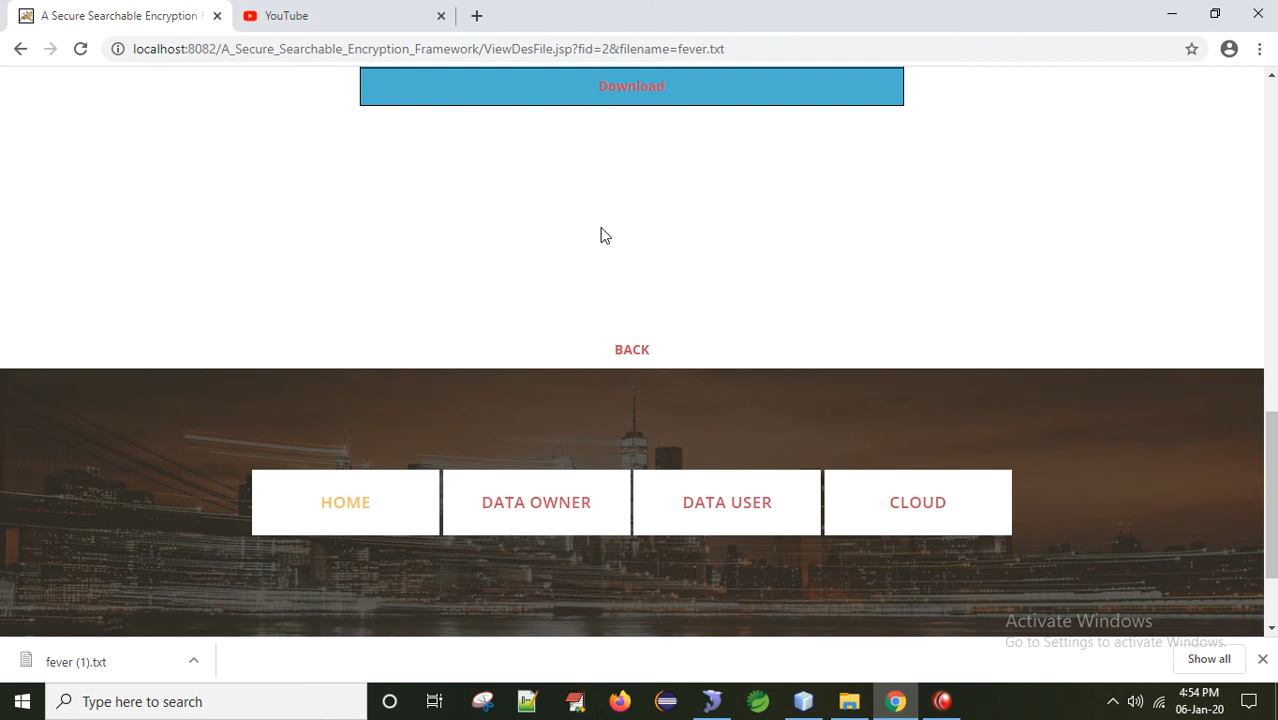 A Secure Searchable Encryption F
YouTube
localhost:8082/A_Secure_Searchable_Encryption_Framework/ViewDesFile.jsp?fid=2&filename=fever.txt
Download
BACK
HOME
DATA OWNER
DATA USER
CLOUD
Activate Windows
Go to Settings to activate Windows.
fever (1).txt
Show all
Type here to search
4:54 PM
06-Jan-20